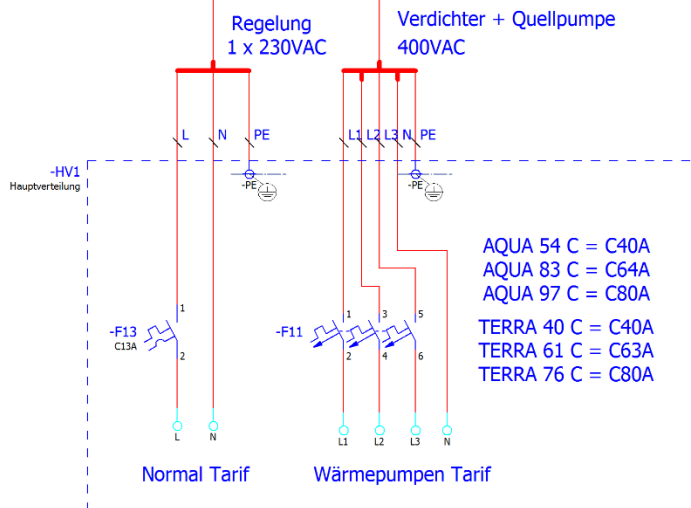 Regelung
1 x 230VAC
Verdichter + Quellpumpe
400VAC
L N PE
L1 L2 L3 N PE
-HV1
Hauptverteilung
-PE
-PE
AQUA 54 C = C40A
AQUA 83 C = C64A
AQUA 97 C = C80A
TERRA 40 C = C40A
TERRA 61 C = C63A
TERRA 76 C = C80A
1
-F13
C13A
2
-F11
1 3 5
2 4 6
L N
L1 L2 L3 N
Normal Tarif
Wärmepumpen Tarif